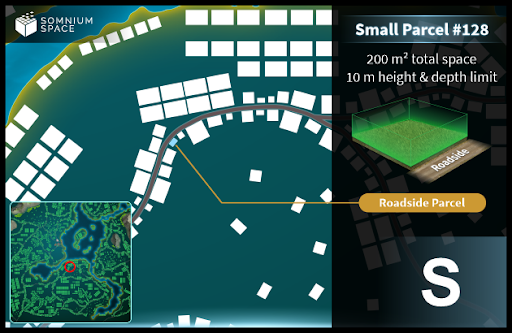 SOMNIUM
SPACE
Small Parcel #128
200 m² total space
10 m height & depth limit
Roadside
Roadside Parcel
S